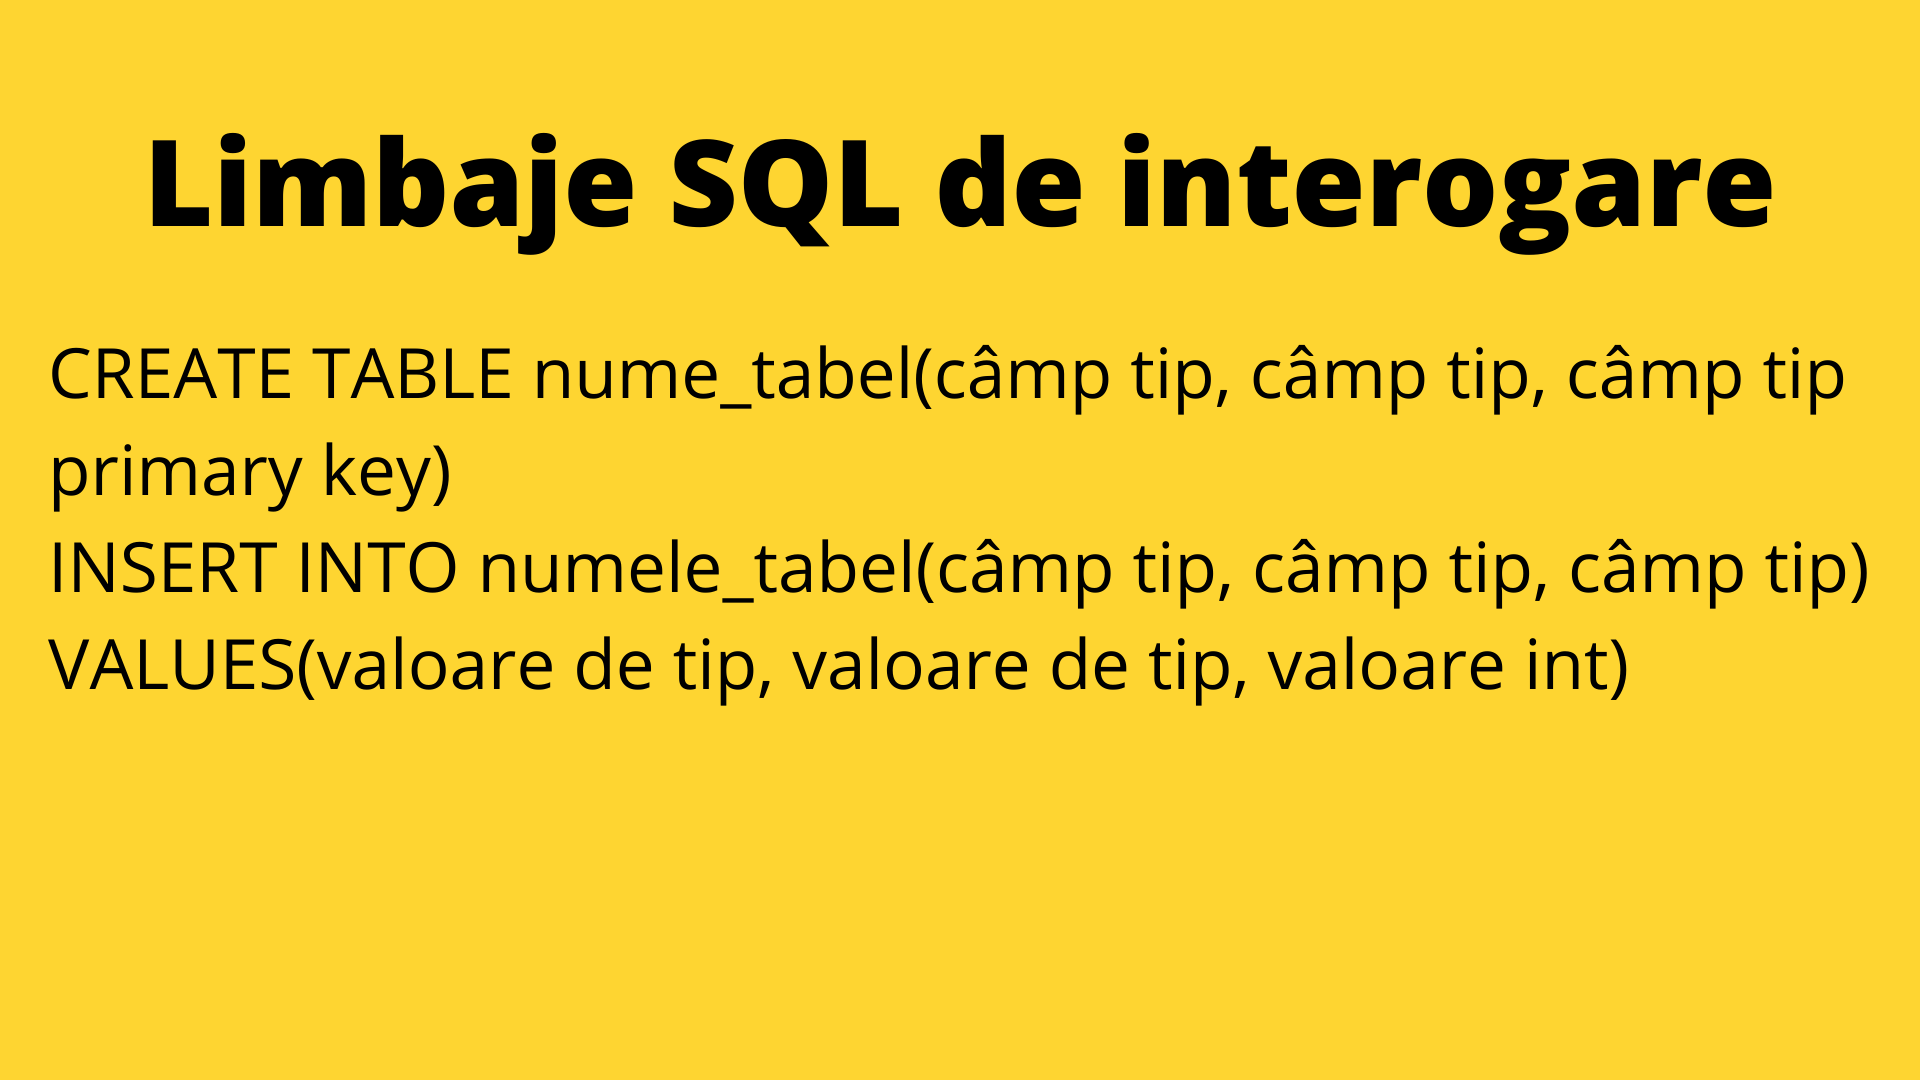 Limbaje SQL de interogare
CREATE TABLE nume_tabel(câmp tip, câmp tip, câmp tip
primary key)
INSERT INTO numele_tabel(câmp tip, câmp tip, câmp tip)
VALUES(valoare de tip, valoare de tip, valoare int)